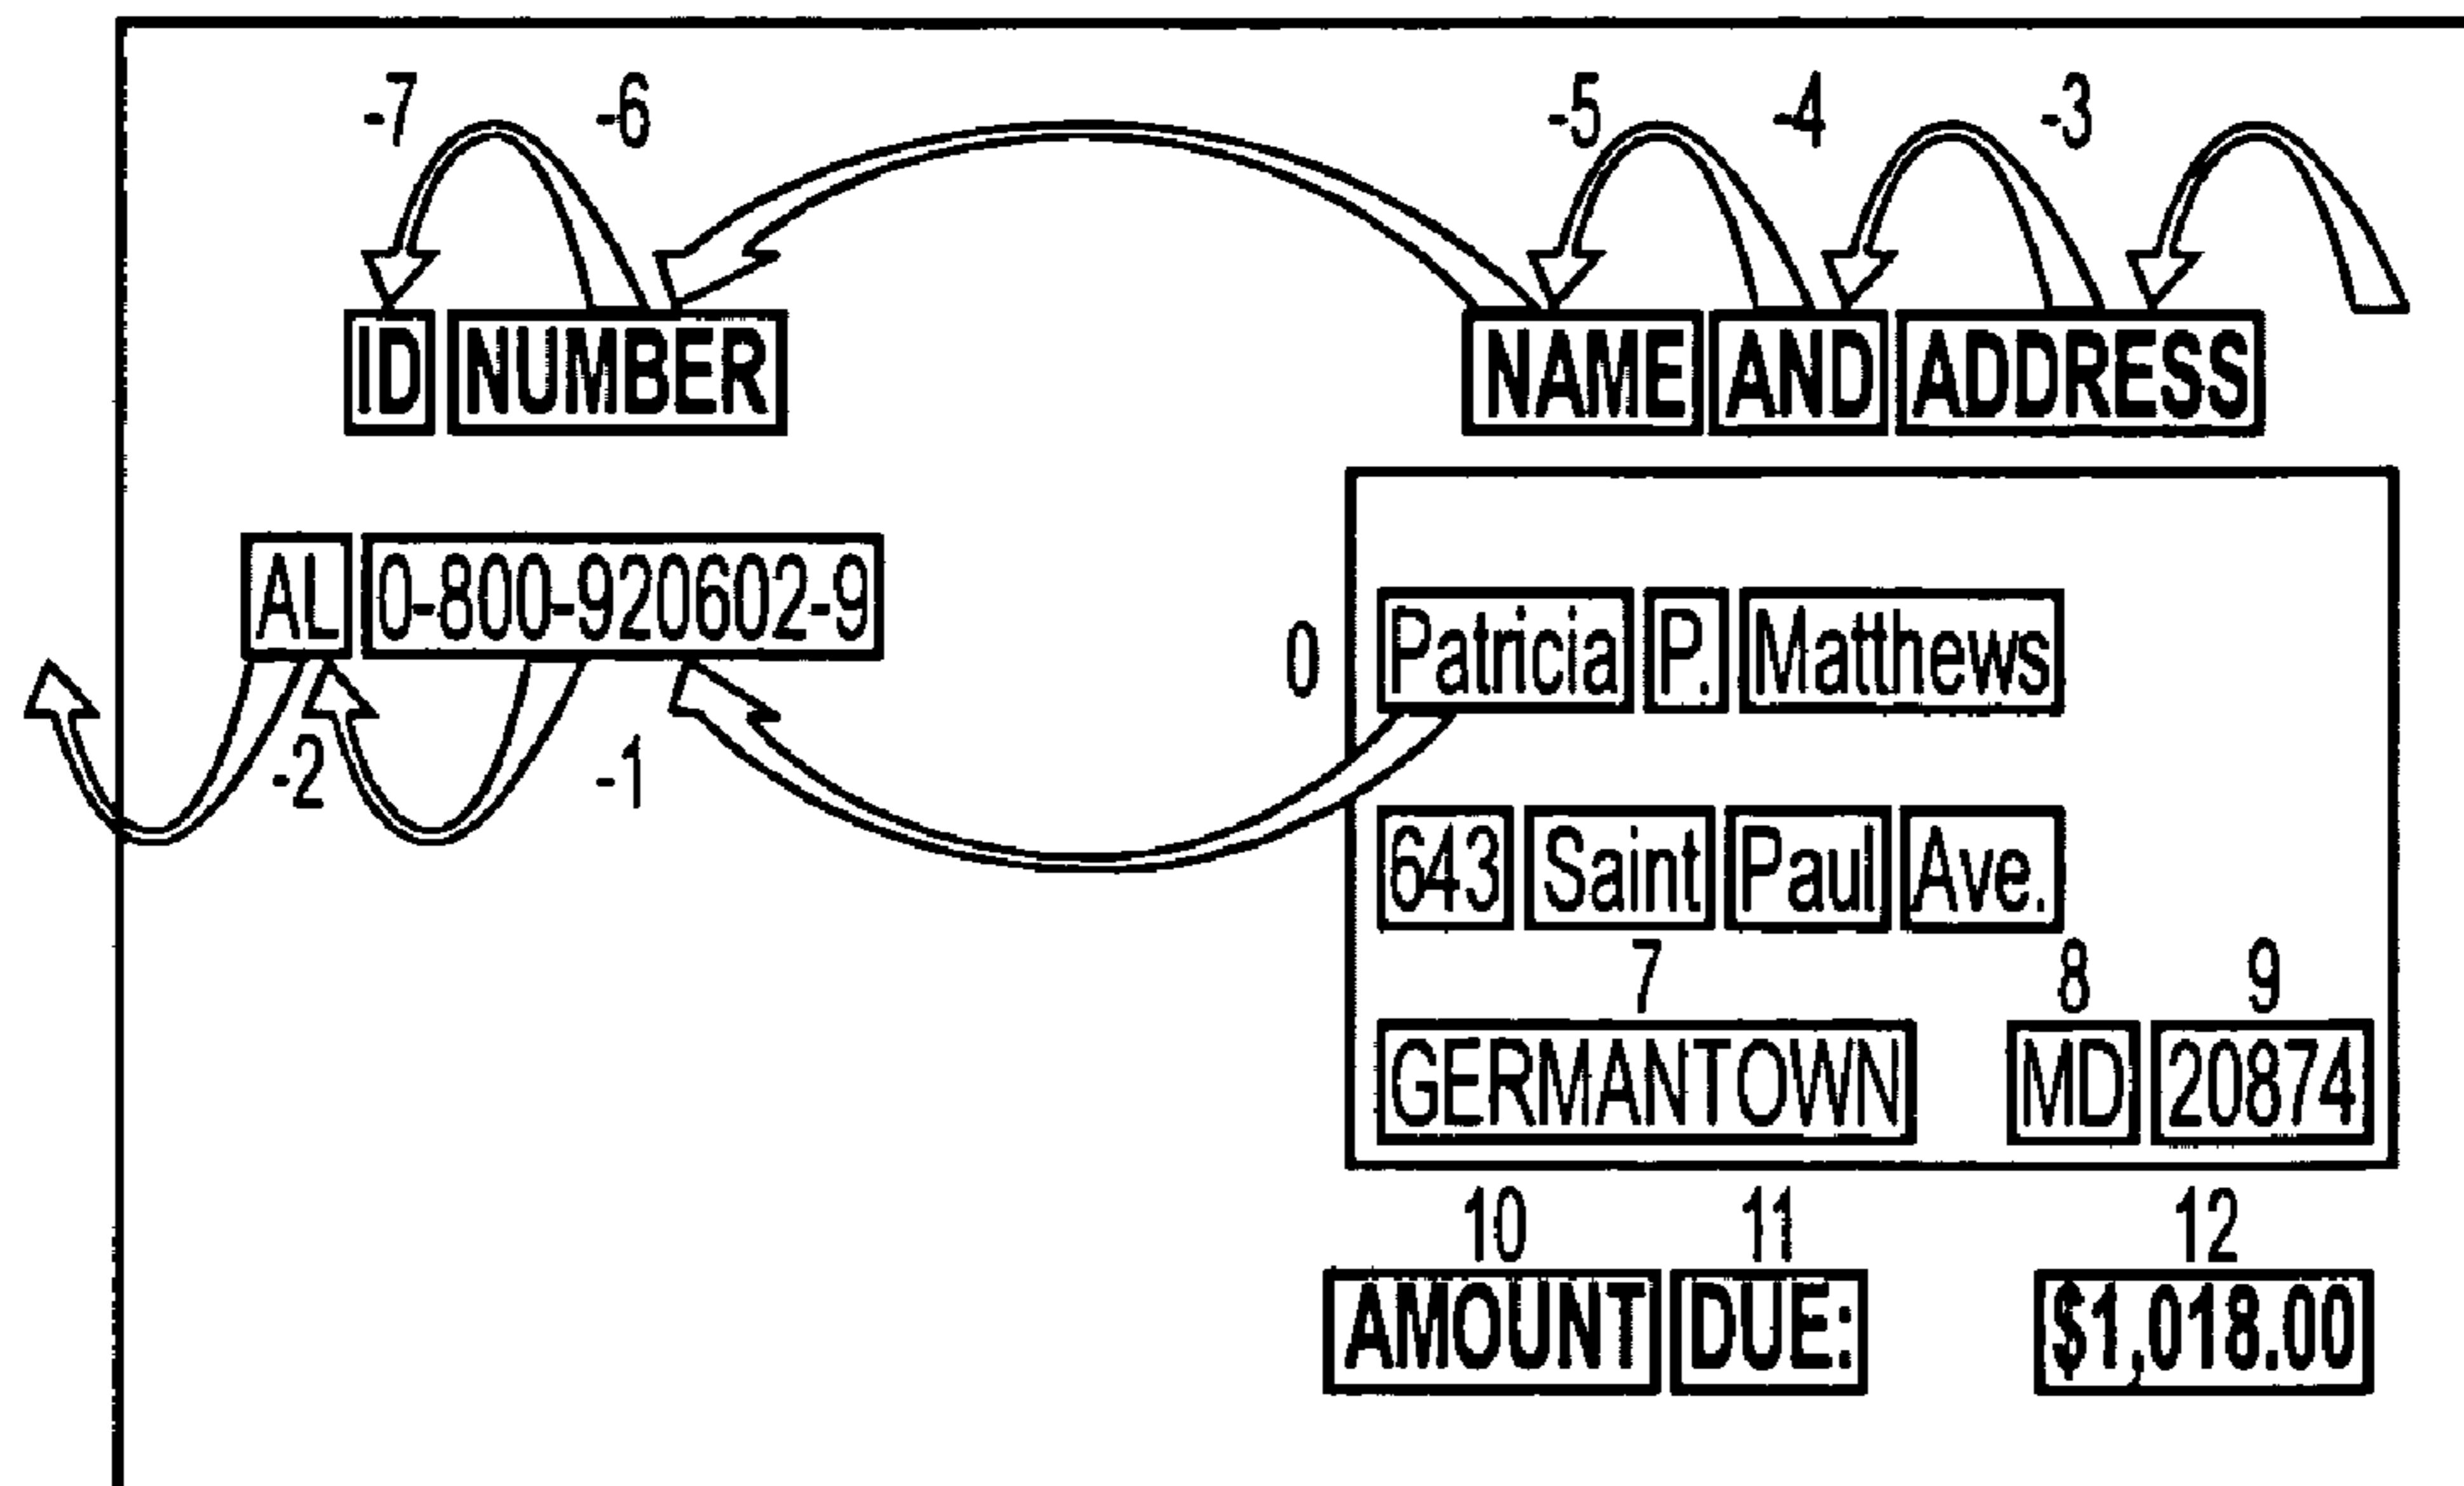 -7 -6 -5 -4 -3
ID NUMBER NAME AND ADDRESS
AL 0-800-920602-9
0 Patricia P. Matthews
-2 -1
643 Saint Paul Ave.
7 8 9
GERMANTOWN MD 20874
10 11 12
AMOUNT DUE: $1,018.00